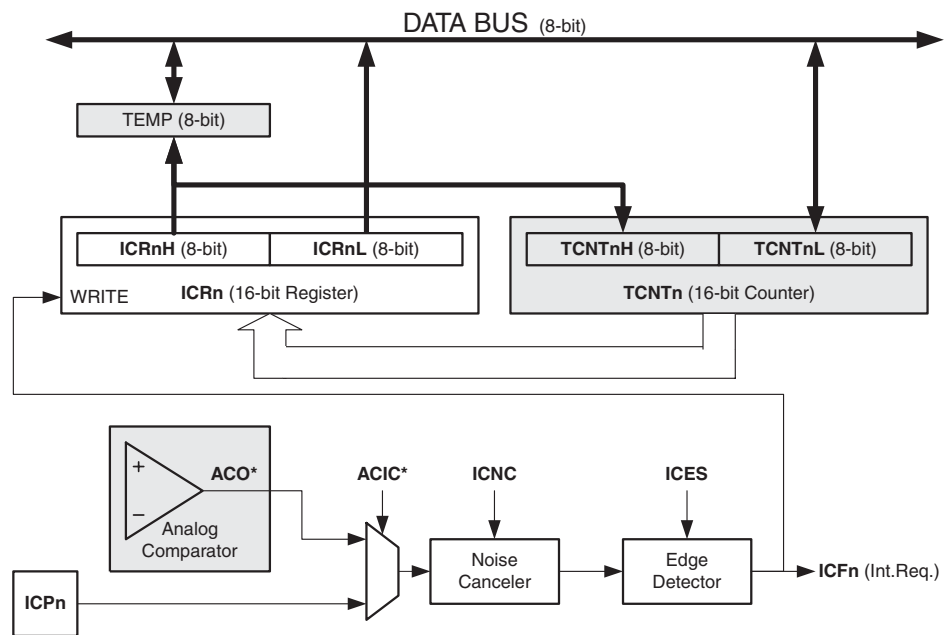 DATA BUS (8-bit)
TEMP (8-bit)
ICRnH (8-bit)
ICRnL (8-bit)
TCNTnH (8-bit)
TCNTnL (8-bit)
WRITE
ICRn (16-bit Register)
TCNTn (16-bit Counter)
+
−
ACO*
Analog
Comparator
ACIC*
ICNC
ICES
Noise
Canceler
Edge
Detector
ICFn (Int.Req.)
ICPn